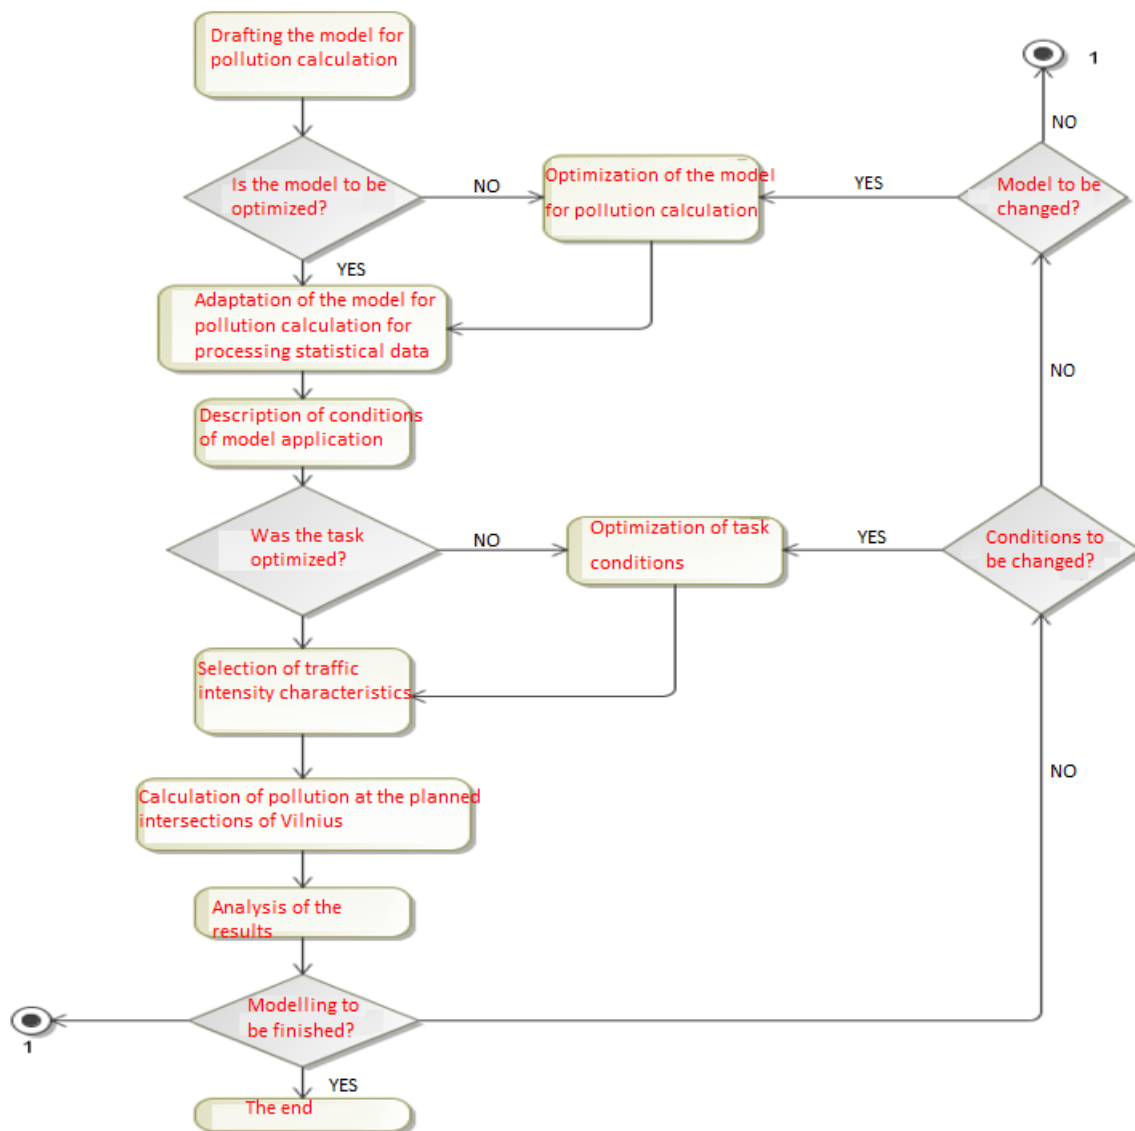 Drafting the model for
pollution calculation
1
NO
Is the model to be
optimized?
NO
Optimization of the model
for pollution calculation
YES
Model to be
changed?
YES
Adaptation of the model for
pollution calculation for
processing statistical data
NO
Description of conditions
of model application
Was the task
optimized?
NO
Optimization of task
conditions
YES
Conditions to
be changed?
Selection of traffic
intensity characteristics
NO
Calculation of pollution at the planned
intersections of Vilnius
Analysis of the
results
Modelling to
be finished?
1
YES
The end